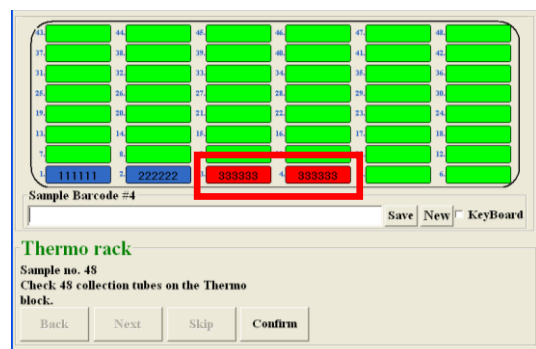 43. 44. 45. 46. 47. 48.
37. 38. 39. 40. 41. 42.
31. 32. 33. 34. 35. 36.
25. 26. 27. 28. 29. 30.
19. 20. 21. 22. 23. 24.
13. 14. 15. 16. 17. 18.
7. 8. 12.
1. 111111 2. 222222 3. 333333 4. 333333 6.
Sample Barcode #4
Save New KeyBoard
Thermo rack
Sample no. 48
Check 48 collection tubes on the Thermo
block.
Back Next Skip Confirm